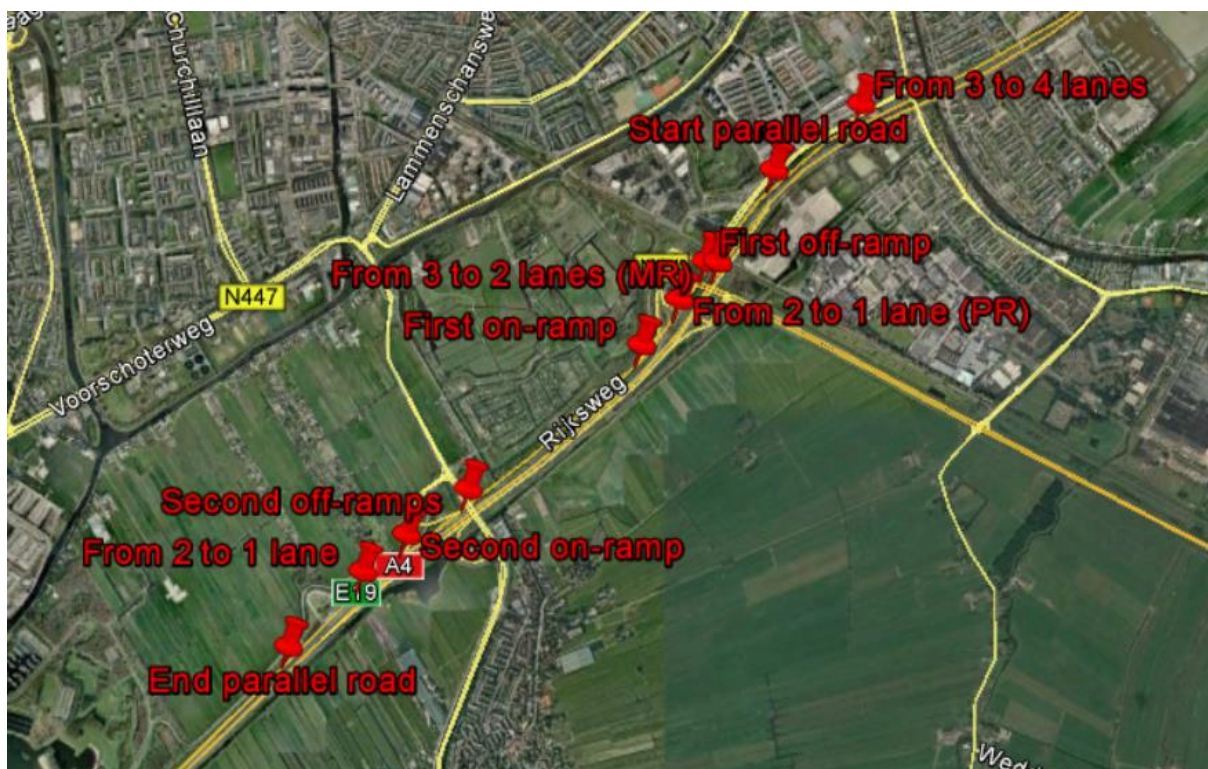 Churchilllaan
Lammenschansw
From 3 to 4 lanes
Start parallel road
First off-ramp
From 3 to 2 lanes (MR)
N447
From 2 to 1 lane (PR)
First on-ramp
Voorschoterweg
Rijksweg
Second off-ramps
From 2 to 1 lane
Second on-ramp
A4
E19
End parallel road
Wed